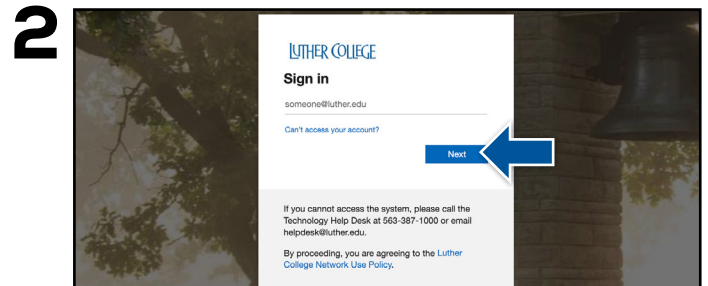 2
LUTHER COLLEGE
Sign in
someone@luther.edu
Can't access your account?
Next
If you cannot access the system, please call the
Technology Help Desk at 563-387-1000 or email
helpdesk@luther.edu.
By proceeding, you are agreeing to the Luther
College Network Use Policy.